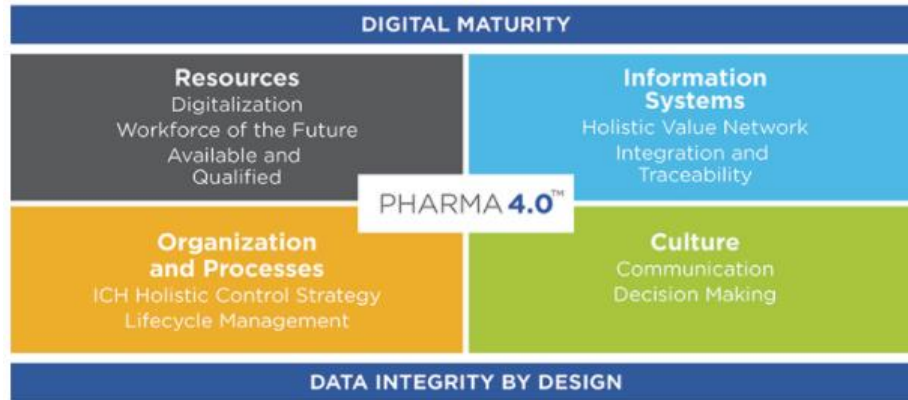 DIGITAL MATURITY
Resources
Digitalization
Workforce of the Future
Available and
Qualified
Information
Systems
Holistic Value Network
Integration and
Traceability
PHARMA 4.0™
Organization
and Processes
ICH Holistic Control Strategy
Lifecycle Management
Culture
Communication
Decision Making
DATA INTEGRITY BY DESIGN